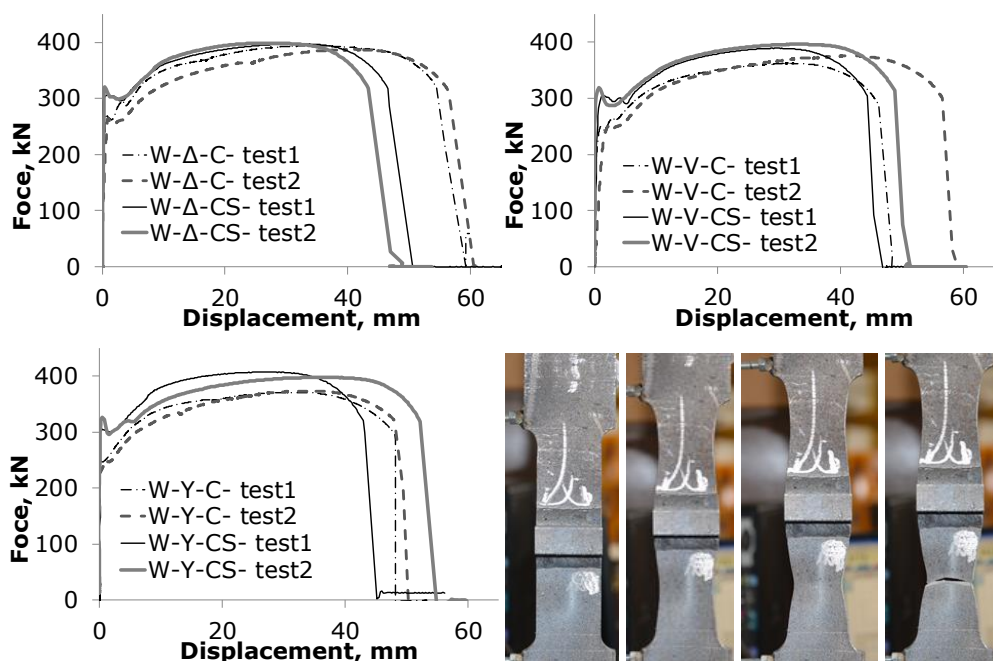 Foce, kN
400
300
200
100
0
W-Δ-C- test1
W-Δ-C- test2
W-Δ-CS- test1
W-Δ-CS- test2
0 20 40 60
Displacement, mm
Foce, kN
400
300
200
100
0
W-V-C- test1
W-V-C- test2
W-V-CS- test1
W-V-CS- test2
0 20 40 60
Displacement, mm
Foce, kN
400
300
200
100
0
W-Y-C- test1
W-Y-C- test2
W-Y-CS- test1
W-Y-CS- test2
0 20 40 60
Displacement, mm